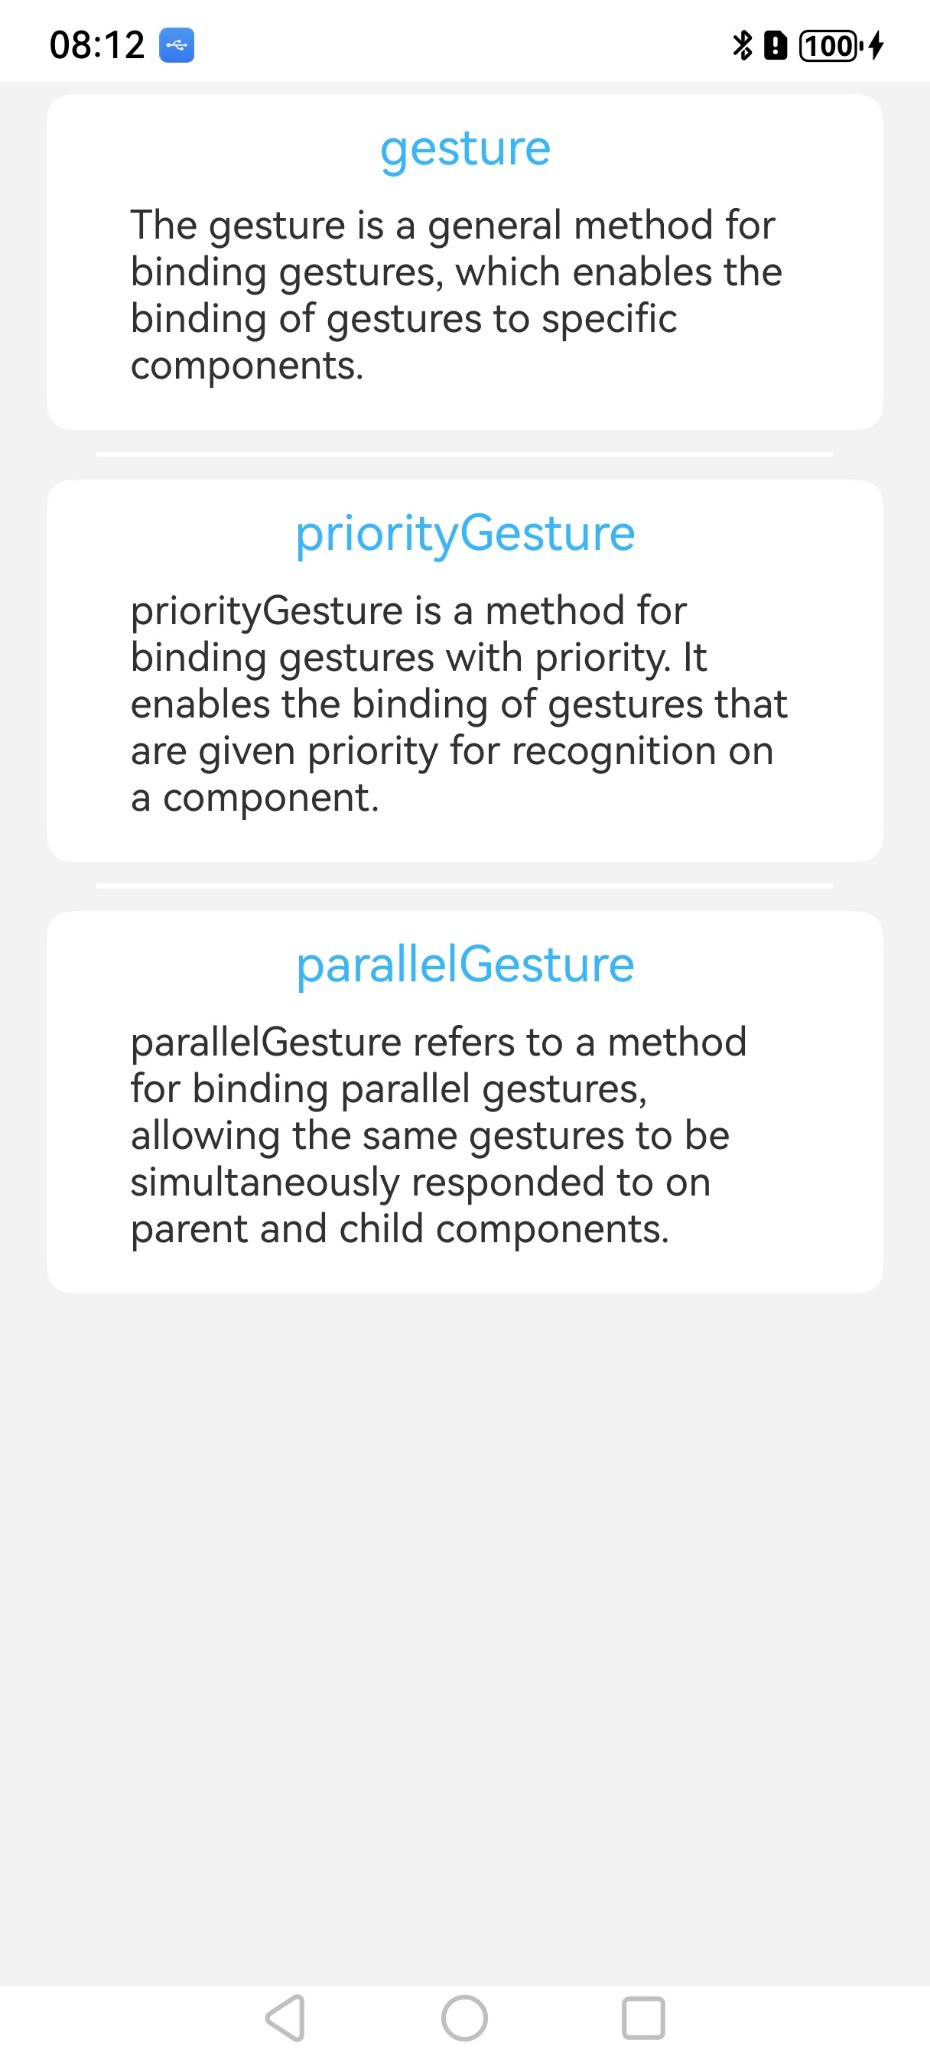 08:12
100
gesture
The gesture is a general method for
binding gestures, which enables the
binding of gestures to specific
components.
priorityGesture
priorityGesture is a method for
binding gestures with priority. It
enables the binding of gestures that
are given priority for recognition on
a component.
parallelGesture
parallelGesture refers to a method
for binding parallel gestures,
allowing the same gestures to be
simultaneously responded to on
parent and child components.